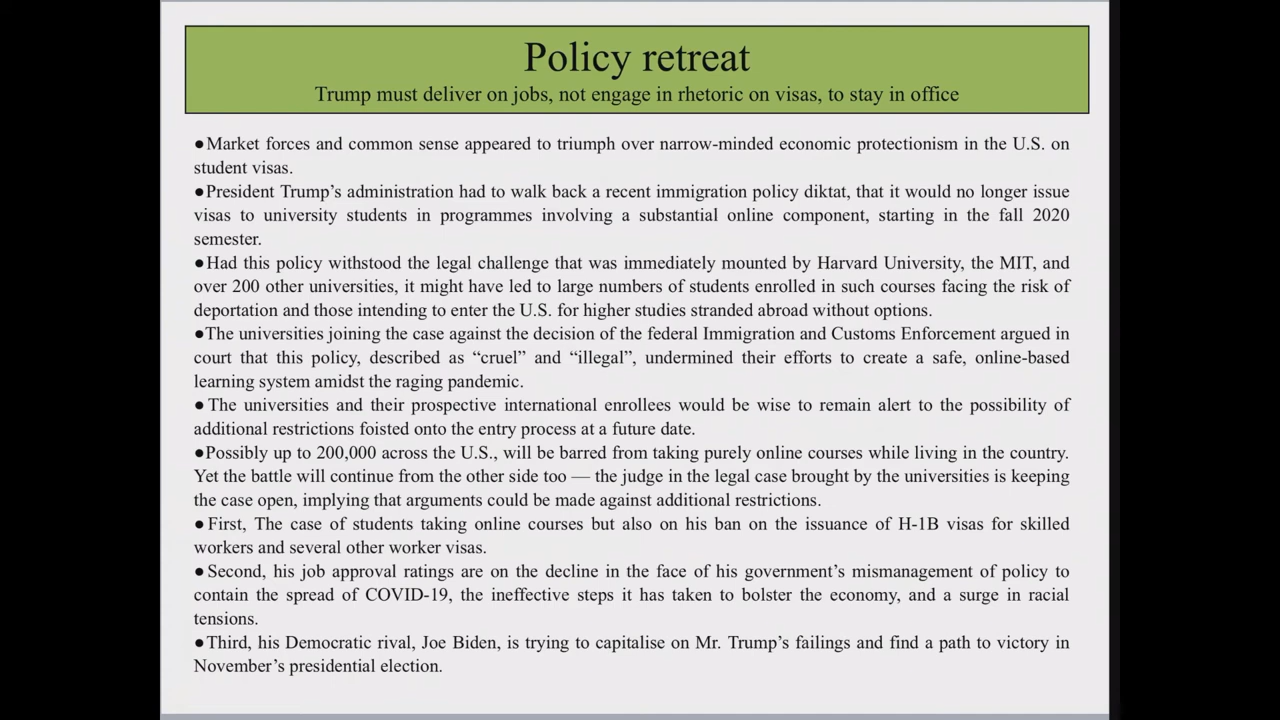 Policy retreat
Trump must deliver on jobs, not engage in rhetoric on visas, to stay in office
●Market forces and common sense appeared to triumph over narrow-minded economic protectionism in the U.S. on
student visas.
●President Trump’s administration had to walk back a recent immigration policy diktat, that it would no longer issue
visas to university students in programmes involving a substantial online component, starting in the fall 2020
semester.
●Had this policy withstood the legal challenge that was immediately mounted by Harvard University, the MIT, and
over 200 other universities, it might have led to large numbers of students enrolled in such courses facing the risk of
deportation and those intending to enter the U.S. for higher studies stranded abroad without options.
●The universities joining the case against the decision of the federal Immigration and Customs Enforcement argued in
court that this policy, described as “cruel” and “illegal”, undermined their efforts to create a safe, online-based
learning system amidst the raging pandemic.
● The universities and their prospective international enrollees would be wise to remain alert to the possibility of
additional restrictions foisted onto the entry process at a future date.
●Possibly up to 200,000 across the U.S., will be barred from taking purely online courses while living in the country.
Yet the battle will continue from the other side too — the judge in the legal case brought by the universities is keeping
the case open, implying that arguments could be made against additional restrictions.
● First, The case of students taking online courses but also on his ban on the issuance of H-1B visas for skilled
workers and several other worker visas.
● Second, his job approval ratings are on the decline in the face of his government’s mismanagement of policy to
contain the spread of COVID-19, the ineffective steps it has taken to bolster the economy, and a surge in racial
tensions.
●Third, his Democratic rival, Joe Biden, is trying to capitalise on Mr. Trump’s failings and find a path to victory in
November’s presidential election.